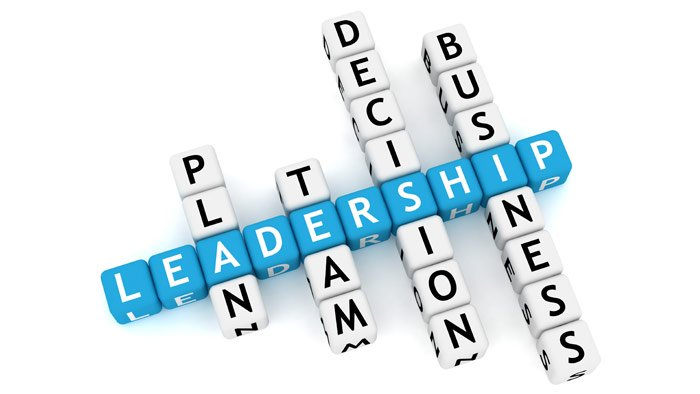 LEADERSHIP
PLAN
TEAM
DECISION
BUSINESS